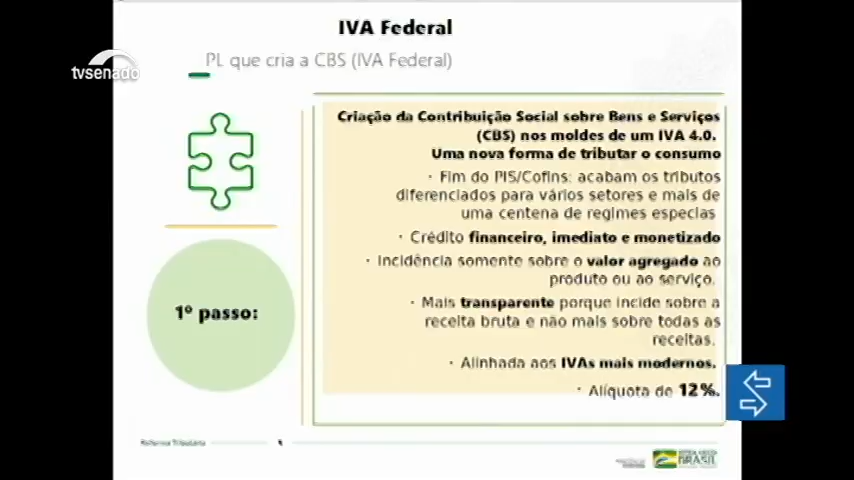 IVA Federal
PL que cria a CBS (IVA Federal)
tvsenado
Criação da Contribuição Social sobre Bens e Serviços
(CBS) nos moldes de um IVA 4.0.
Uma nova forma de tributar o consumo
· Fim do PIS/Cofins: acabam os tributos
diferenciados para vários setores e mais de
uma centena de regimes especias
· Crédito financeiro, imediato e monetizado
· Incidência somente sobre o valor agregado ao
produto ou ao serviço.
1º passo:
· Mais transparente porque incide sobre a
receita bruta e não mais sobre todas as
receitas.
· Alinhada aos IVAs mais modernos.
· Alíquota de 12%.
Reforma Tributária
BRASIL